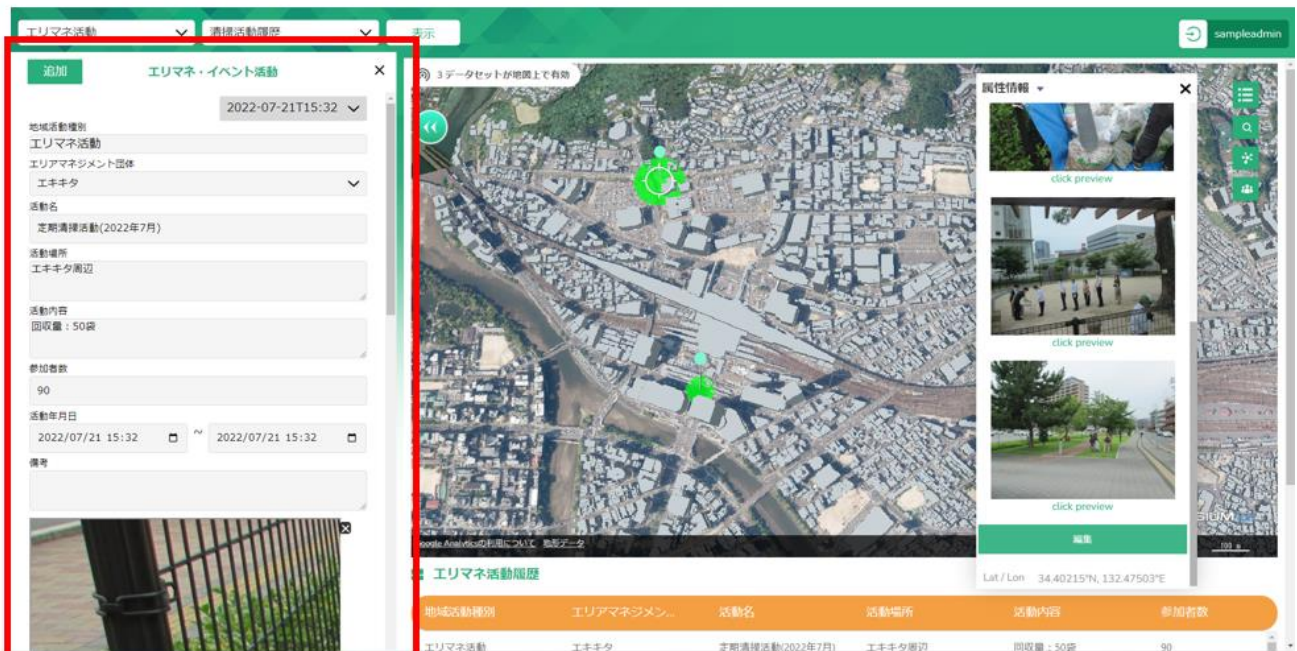 エリマネ活動
清掃活動履歴
表示
sampleadmin
追加
エリマネ・イベント活動
2022-07-21T15:32
地域活動種別
エリマネ活動
エリアマネジメント団体
エキキタ
活動名
定期清掃活動(2022年7月)
活動場所
エキキタ周辺
活動内容
回収量：50袋
参加者数
90
活動年月日
2022/07/21 15:32 ~ 2022/07/21 15:32
備考
3データセットが地図上で有効
属性情報
click preview
click preview
click preview
編集
Lat / Lon 34.40215°N, 132.47503°E
Google Analyticsの利用について 地形データ
100 m
エリマネ活動履歴
地域活動種別 エリアマネジメン... 活動名 活動場所 活動内容 参加者数
エリマネ活動 エキキタ 定期清掃活動(2022年7月) エキキタ周辺 回収量：50袋 90